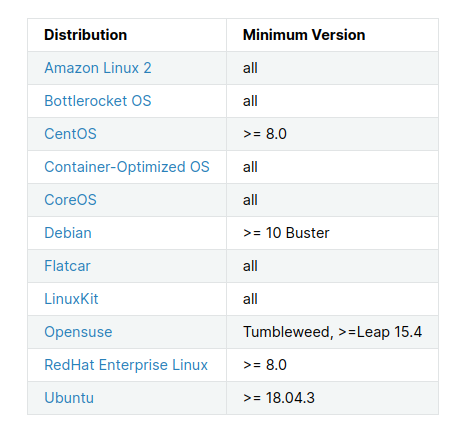 Distribution Minimum Version
Amazon Linux 2 all
Bottlerocket OS all
CentOS >= 8.0
Container-Optimized OS all
CoreOS all
Debian >= 10 Buster
Flatcar all
LinuxKit all
Opensuse Tumbleweed, >=Leap 15.4
RedHat Enterprise Linux >= 8.0
Ubuntu >= 18.04.3